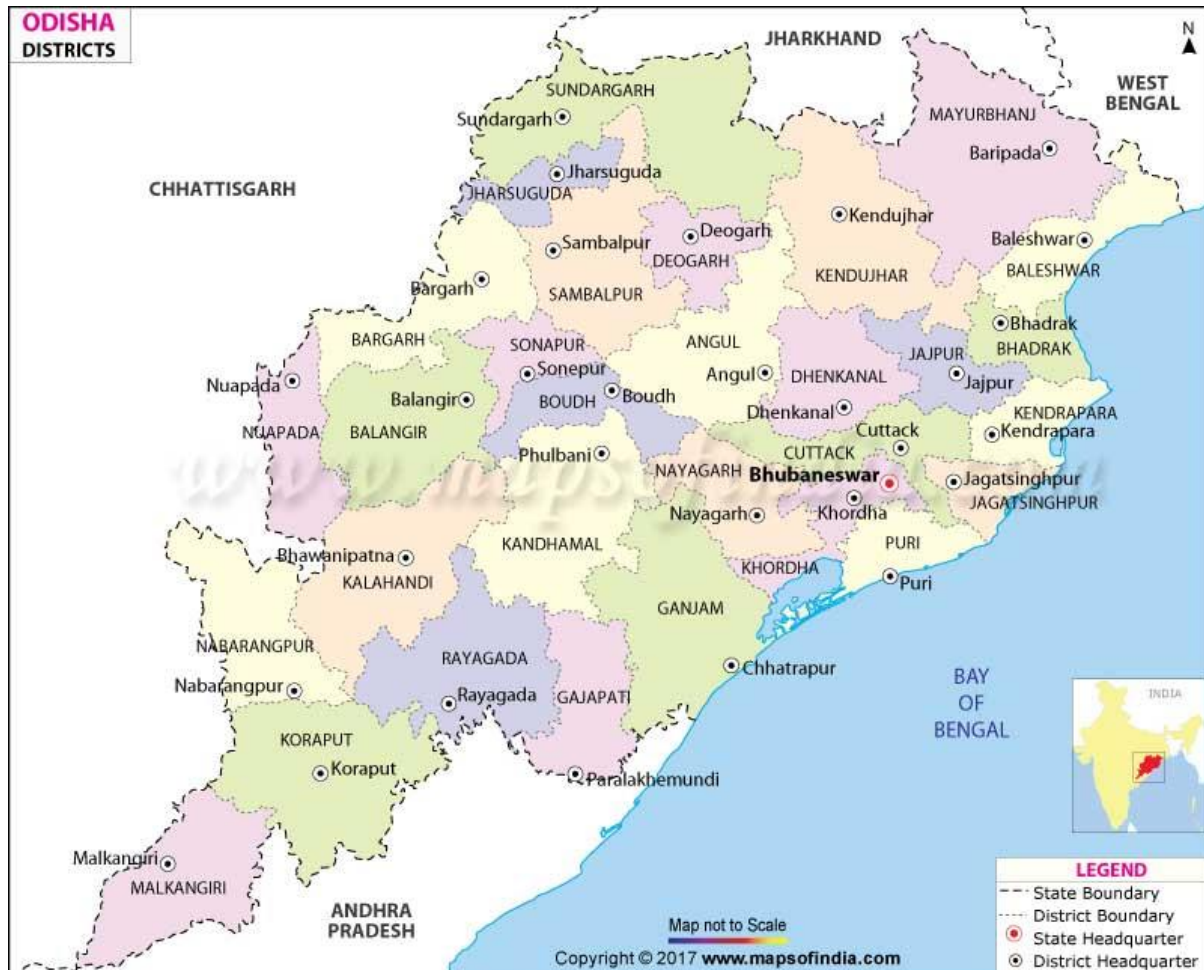 ODISHA
DISTRICTS
JHARKHAND
N
WEST
BENGAL
SUNDARGARH
Sundargarh
MAYURBHANJ
Baripada
CHHATTISGARH
Jharsuguda
JHARSUGUDA
Kendujhar
Deogarh
Sambalpur
Baleshwar
DEOGARH
KENDUJHAR
BALESHWAR
Bargarh
SAMBALPUR
Bhadrak
BARGARH
SONAPUR
ANGUL
JAJPUR
BHADRAK
Nuapada
Sonepur
Angul
DHENKANAL
Jajpur
Balangir
BOUDH
Boudh
Dhenkanal
KENDRAPARA
NUAPADA
BALANGIR
Cuttack
Kendrapara
Phulbani
NAYAGARH
CUTTACK
www.mapsofindia.com
Bhubaneswar
Jagatsinghpur
Nayagarh
Khordha
JAGATSINGHPUR
KANDHAMAL
PURI
Bhawanipatna
KALAHANDI
KHORDHA
Puri
GANJAM
NABARANGPUR
RAYAGADA
Chhatrapur
Nabarangpur
Rayagada
GAJAPATI
BAY
OF
BENGAL
INDIA
KORAPUT
Koraput
Paralakhemundi
Malkangiri
MALKANGIRI
ANDHRA
PRADESH
LEGEND
State Boundary
District Boundary
State Headquarter
District Headquarter
Map not to Scale
Copyright © 2017 www.mapsofindia.com